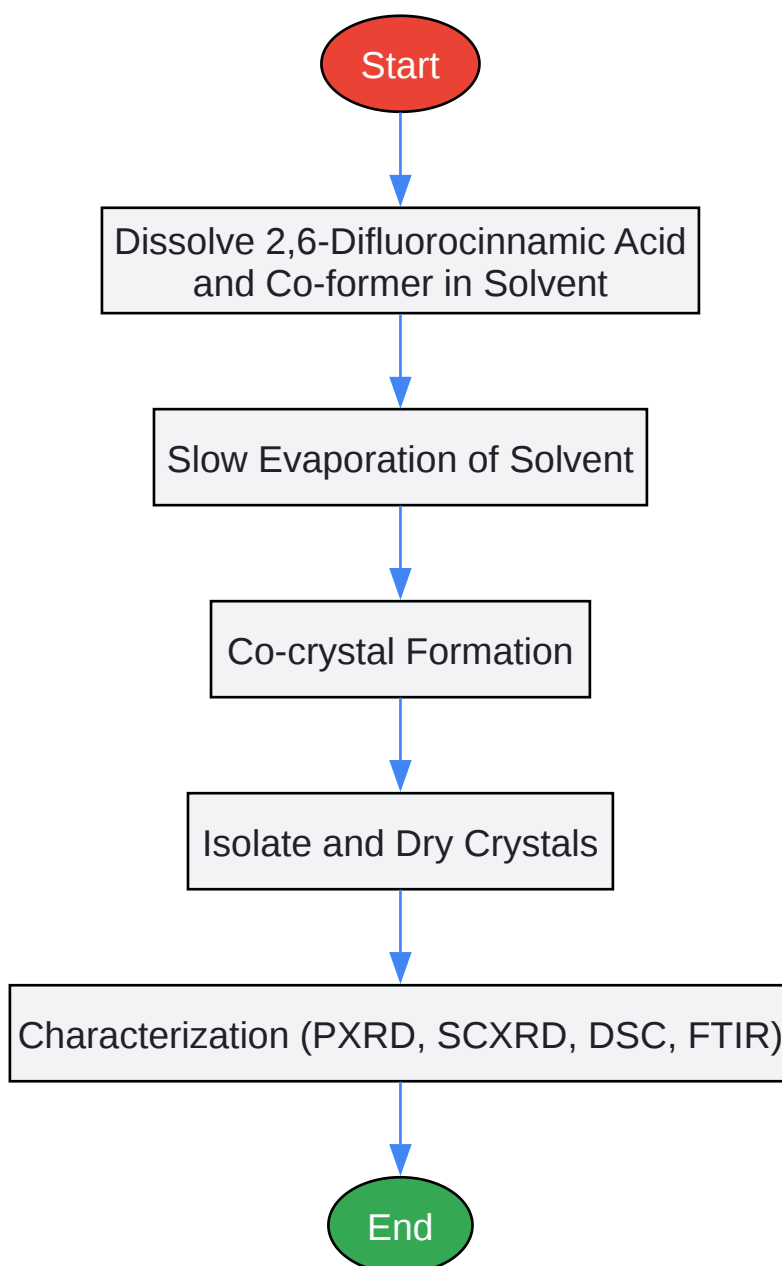 Start
Dissolve 2,6-Difluorocinnamic Acid
and Co-former in Solvent
Slow Evaporation of Solvent
Co-crystal Formation
Isolate and Dry Crystals
Characterization (PXRD, SCXRD, DSC, FTIR)
End